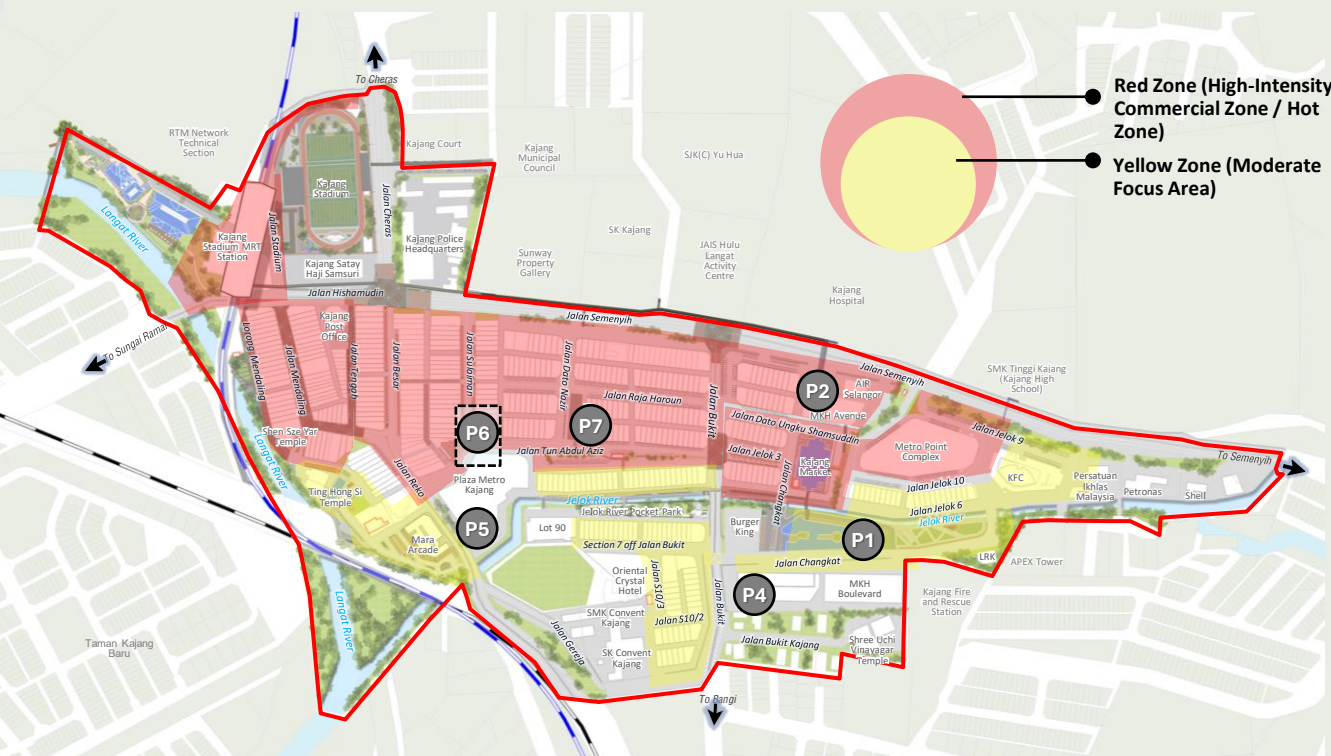 To Cheras
RTM Network
Technical
Section
Kajang Court
Kajang
Municipal
Council
SJK(C) Yu Hua
Red Zone (High-Intensity
Commercial Zone / Hot
Zone)
Yellow Zone (Moderate
Focus Area)
Kajang
Stadium
Jalan Cheras
Langat River
Kajang
Stadium MRT
Station
Jalan Stadium
Kajang Police
Headquarters
Kajang Satay
Haji Samsuri
SK Kajang
Sunway
Property
Gallery
JAIS Hulu
Langat
Activity
Centre
Kajang
Hospital
Jalan Hishamudin
Jalan Semenyih
Kajang
Post
Office
To Sungai Ramal
Lorong Mendaling
Jalan Mendaling
Jalan Tengah
Jalan Besar
Jalan Sulaiman
Jalan Dato Nazir
Jalan Raja Haroun
Jalan Bukit
Jalan Semenyih
P2
AIR
Selangor
MKH Avenue
SMK Tinggi Kajang
(Kajang High
School)
Jalan Dato Ungku Shamsuddin
Jalan Jelok 9
P6
P7
Shen Sze Yar
Temple
Jalan Tun Abdul Aziz
Jalan Jelok 3
Jalan Changkat
Kajang
Market
Metro Point
Complex
To Semenyih
Langat River
Jalan Reko
Plaza Metro
Kajang
Jalan Jelok 10
KFC
Persatuan
Ikhlas
Malaysia
Petronas
Shell
Ting Hong Si
Temple
Jelok River
Jelok River Pocket Park
Jalan Jelok 6
Jelok River
P5
Lot 90
Burger
King
P1
Mara
Arcade
Section 7 off Jalan Bukit
Jalan Changkat
LRK
APEX Tower
Oriental
Crystal
Hotel
Jalan S10/3
Jalan Bukit
P4
MKH
Boulevard
Kajang Fire
and Rescue
Station
Langat River
SMK Convent
Kajang
Jalan S10/2
Jalan Gereja
SK Convent
Kajang
Jalan Bukit Kajang
Shree Uchi
Vinayagar
Temple
Taman Kajang
Baru
To Bangi